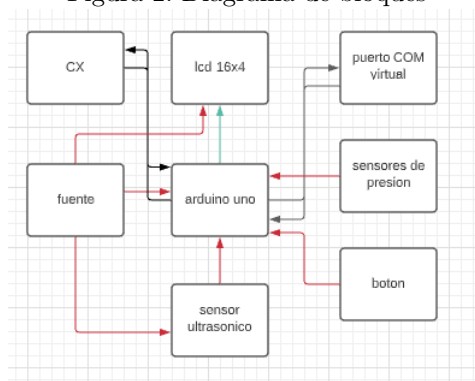 Figura 2: Diagrama de bloques
CX
lcd 16x4
puerto COM
virtual
sensores de
presion
fuente
arduino uno
boton
sensor
ultrasonico